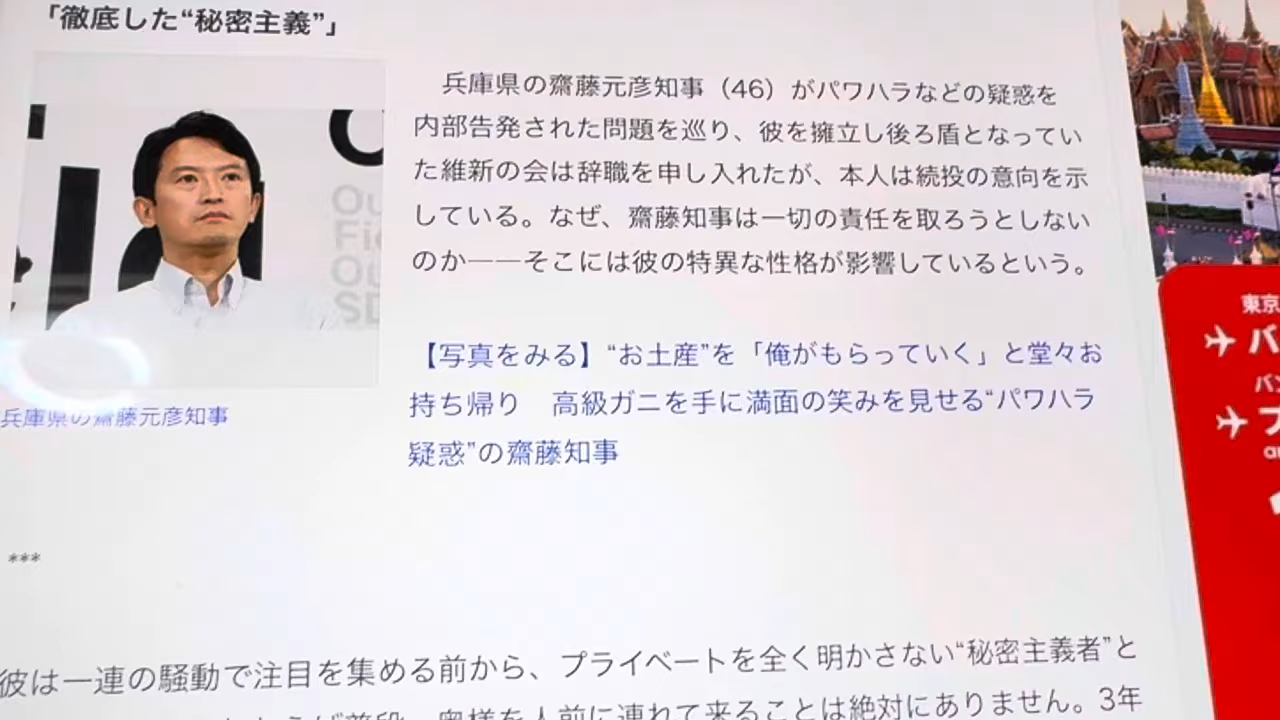 「徹底した“秘密主義”」
兵庫県の齋藤元彦知事（46）がパワハラなどの疑惑を
内部告発された問題を巡り、彼を擁立し後ろ盾となってい
た維新の会は辞職を申し入れたが、本人は続投の意向を示
している。なぜ、齋藤知事は一切の責任を取ろうとしない
のか――そこには彼の特異な性格が影響しているという。
【写真をみる】“お土産”を「俺がもらっていく」と堂々お
持ち帰り　高級ガニを手に満面の笑みを見せる“パワハラ
疑惑”の齋藤知事
兵庫県の齋藤元彦知事
***
彼は一連の騒動で注目を集める前から、プライベートを全く明かさない“秘密主義者”と
普段、奥様を人前に連れて来ることは絶対にありません。3年
Ou
Fie
Ou
SD
東京
バ